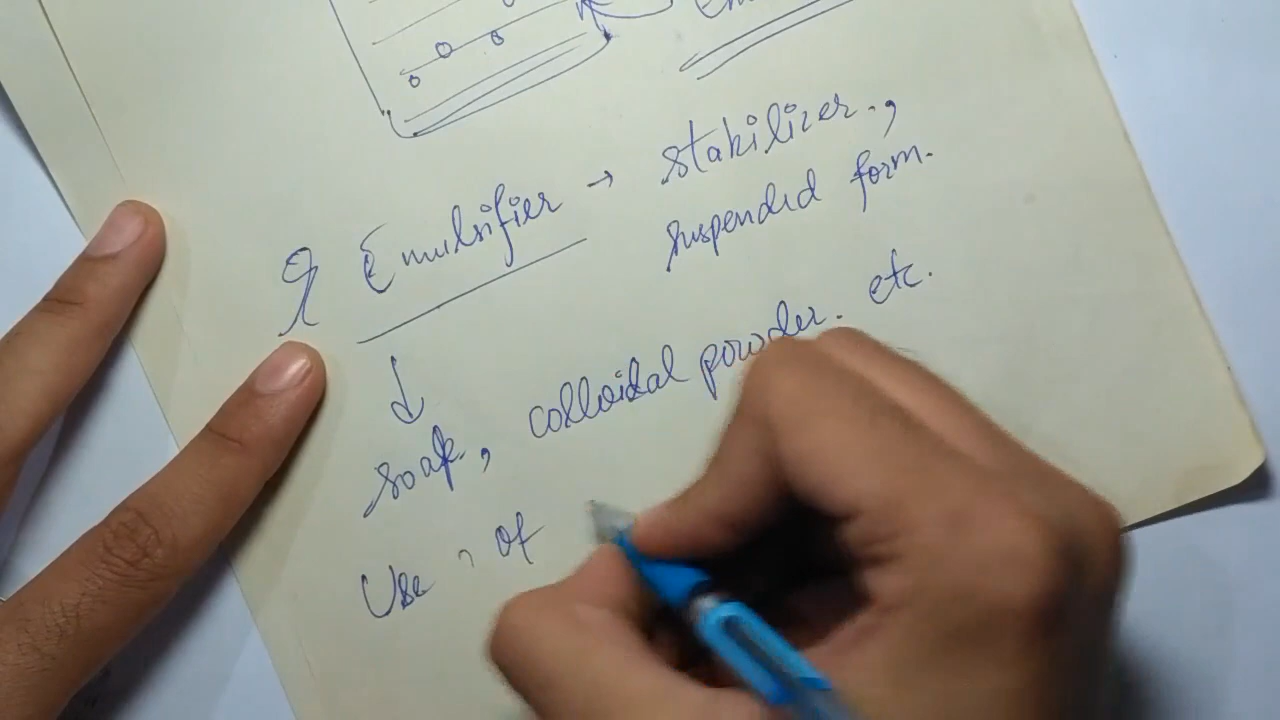 Emulsifier → stabilizer.,
suspended form.
soap, colloidal powder. etc.
Use, of